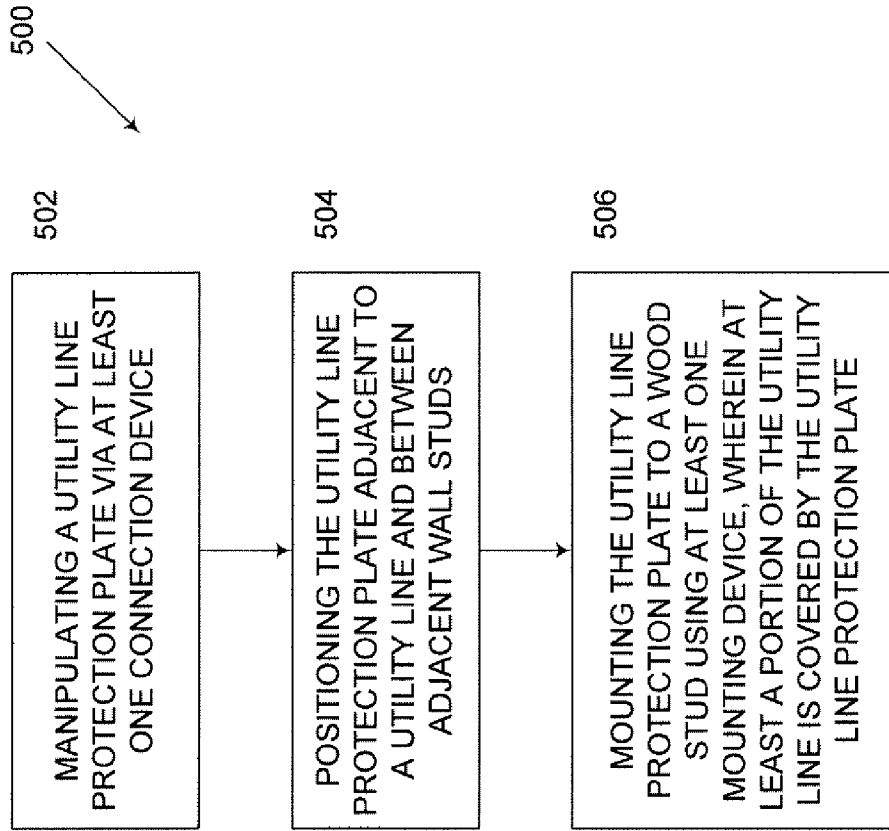 500
502
MANIPULATING A UTILITY LINE
PROTECTION PLATE VIA AT LEAST
ONE CONNECTION DEVICE
504
POSITIONING THE UTILITY LINE
PROTECTION PLATE ADJACENT TO
A UTILITY LINE AND BETWEEN
ADJACENT WALL STUDS
506
MOUNTING THE UTILITY LINE
PROTECTION PLATE TO A WOOD
STUD USING AT LEAST ONE
MOUNTING DEVICE, WHEREIN AT
LEAST A PORTION OF THE UTILITY
LINE IS COVERED BY THE UTILITY
LINE PROTECTION PLATE